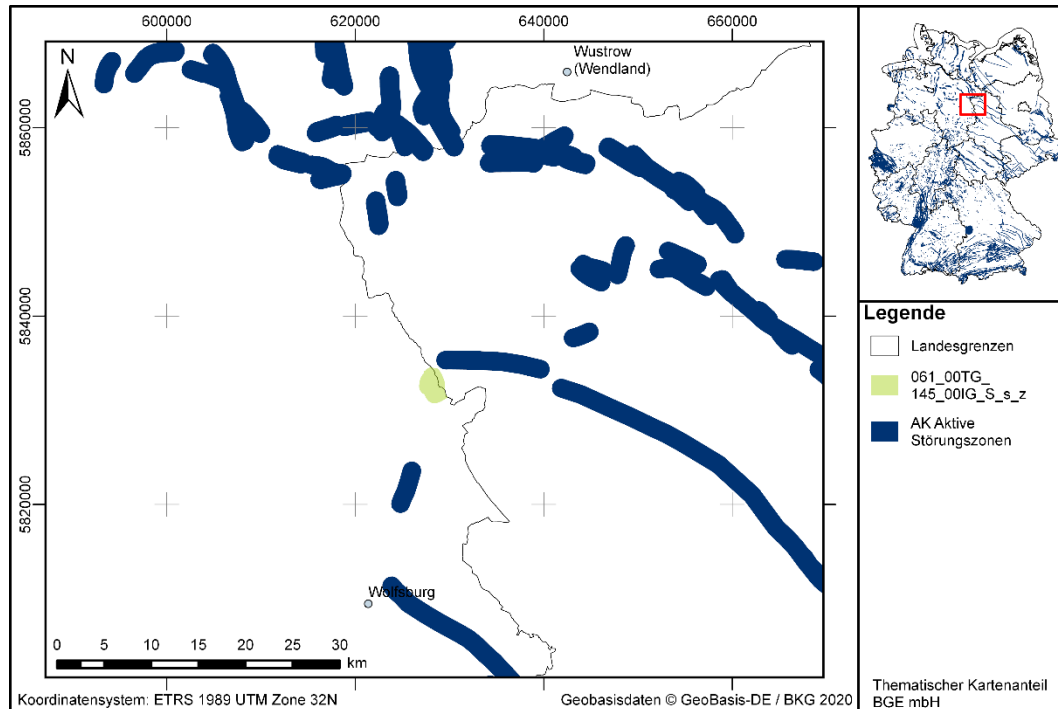 600000
620000
640000
660000
N
Wustrow
(Wendland)
5860000
5840000
5820000
Wolfsburg
0
5
10
15
20
25
30
km
Koordinatensystem: ETRS 1989 UTM Zone 32N
Geobasisdaten © GeoBasis-DE / BKG 2020
Legende
Landesgrenzen
061_00TG_
145_00IG_S_s_z
AK Aktive
Störungszonen
Thematischer Kartenanteil
BGE mbH